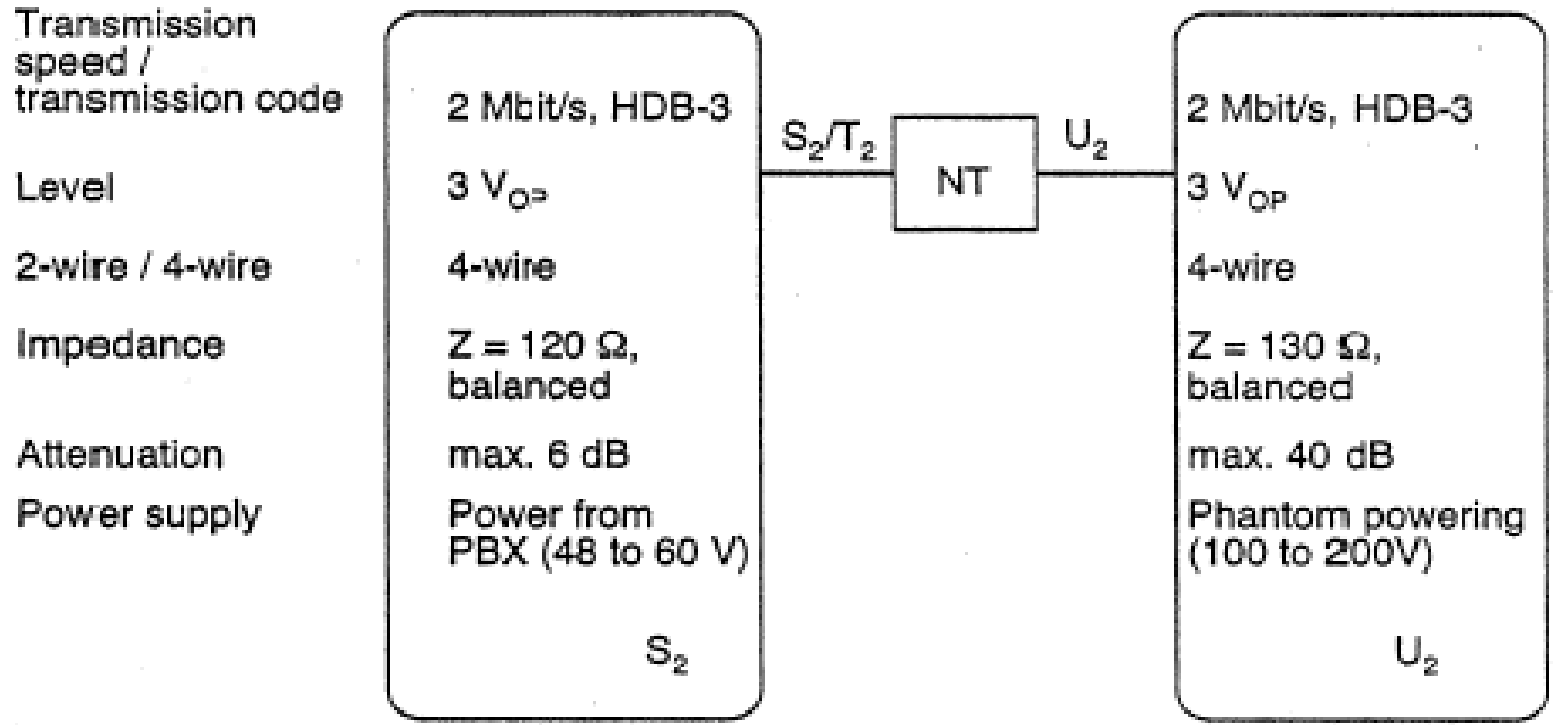 Transmission
speed /
transmission code
2 Mbit/s, HDB-3
S₂/T₂
NT
U₂
2 Mbit/s, HDB-3
Level
3 V_OP
3 V_OP
2-wire / 4-wire
4-wire
4-wire
Impedance
Z = 120 Ω,
balanced
Z = 130 Ω,
balanced
Attenuation
max. 6 dB
max. 40 dB
Power supply
Power from
PBX (48 to 60 V)
Phantom powering
(100 to 200V)
S₂
U₂